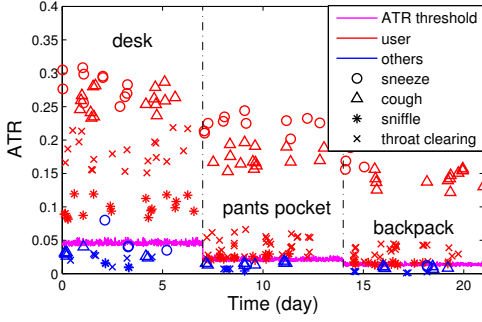 0.4
0.35
0.3
0.25
0.2
0.15
0.1
0.05
0
ATR
desk
pants pocket
backpack
ATR threshold
user
others
sneeze
cough
sniffle
throat clearing
0 5 10 15 20
Time (day)